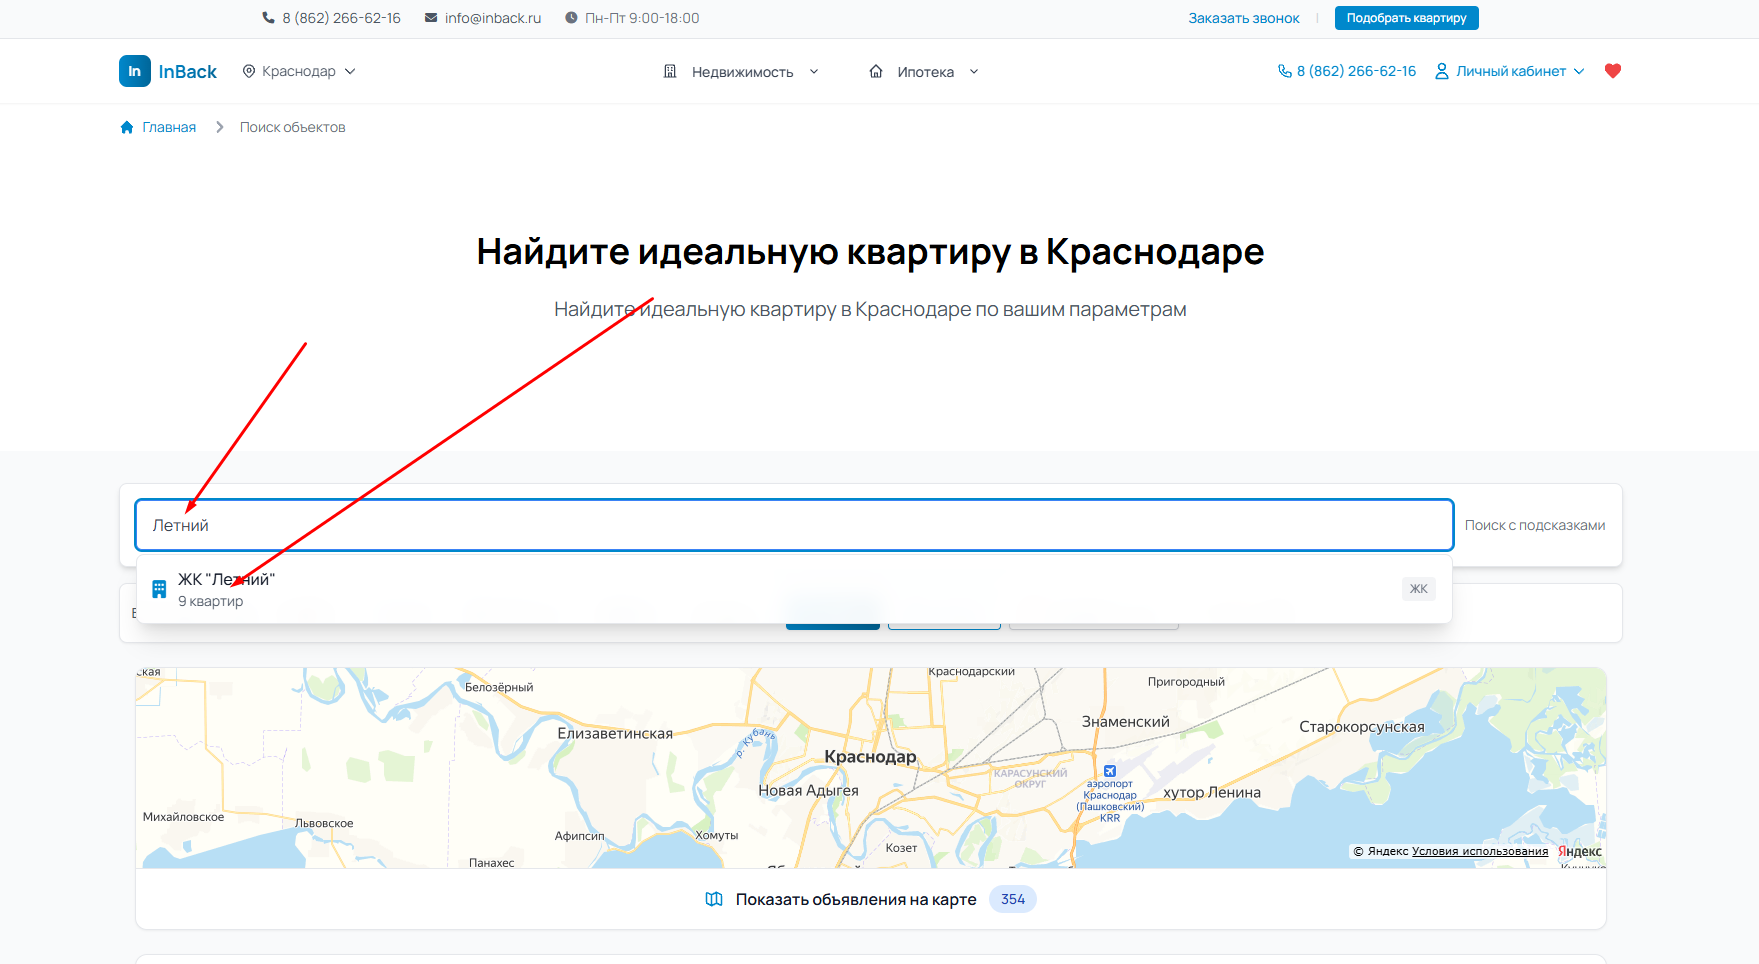 8 (862) 266-62-16
info@inback.ru
Пн-Пт 9:00-18:00
Заказать звонок
Подобрать квартиру
In InBack
Краснодар
Недвижимость
Ипотека
8 (862) 266-62-16
Личный кабинет
Главная
Поиск объектов
Найдите идеальную квартиру в Краснодаре
Найдите идеальную квартиру в Краснодаре по вашим параметрам
Летний
Поиск с подсказками
ЖК "Летний"
9 квартир
ЖК
Краснодарский
Белозёрный
Пригородный
Знаменский
Старокорсунская
Елизаветинская
р. Кубань
Краснодар
КАРАСУНСКИЙ
ОКРУГ
аэропорт
Краснодар
(Пашковский)
KRR
Новая Адыгея
хутор Ленина
Михайловское
Львовское
Афипсип
Хомуты
Козет
Панахес
© Яндекс Условия использования
Яндекс
Показать объявления на карте
354